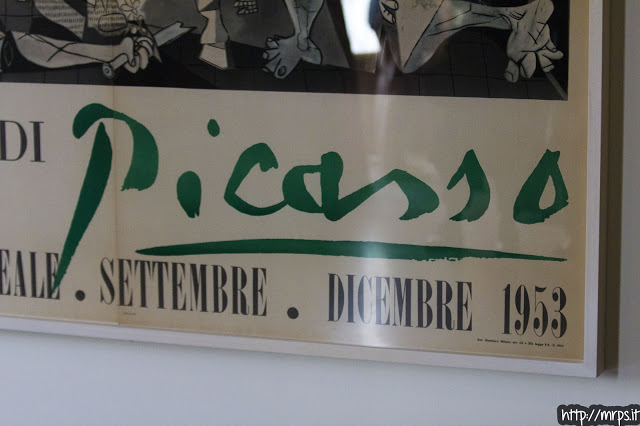 DI Picasso
EALE . SETTEMBRE . DICEMBRE 1953
http://mrps.it